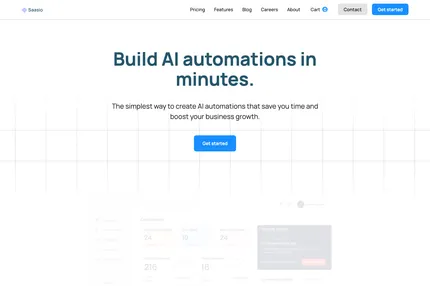 Saasio
Pricing Features Blog Careers About Cart Contact Get started
Build AI automations in
minutes.
The simplest way to create AI automations that save you time and
boost your business growth.
Get started